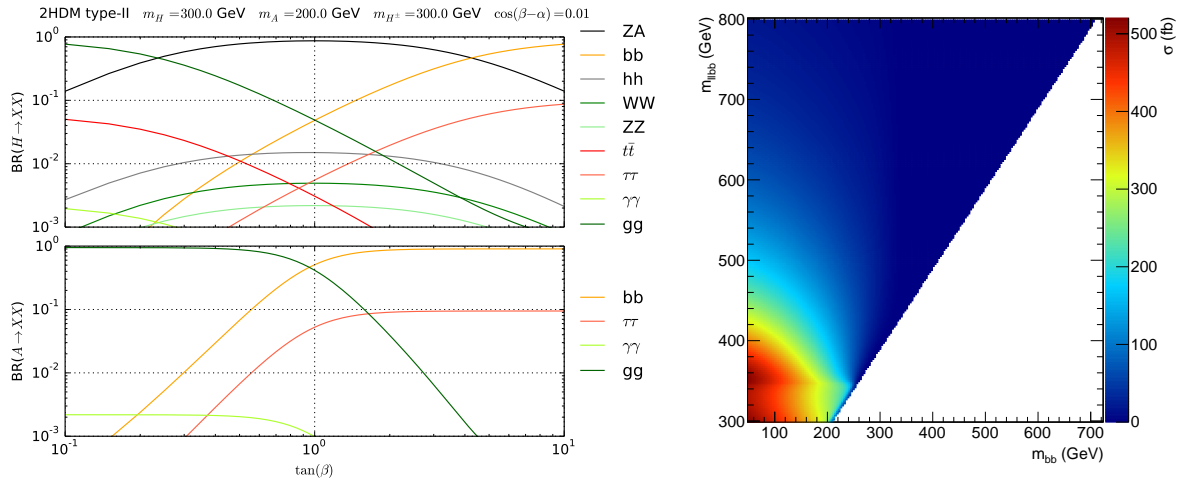 2HDM type-II m_H =300.0 GeV m_A =200.0 GeV m_H± =300.0 GeV cos(β−α)=0.01
BR(H→XX)
10^0
10^-1
10^-2
10^-3
ZA
bb
hh
WW
ZZ
tt̄
ττ
γγ
gg
BR(A→XX)
10^0
10^-1
10^-2
10^-3
bb
ττ
γγ
gg
10^-1
10^0
10^1
tan(β)
m_llbb (GeV)
800
700
600
500
400
300
100
200
300
400
500
600
700
m_bb (GeV)
σ (fb)
500
400
300
200
100
0